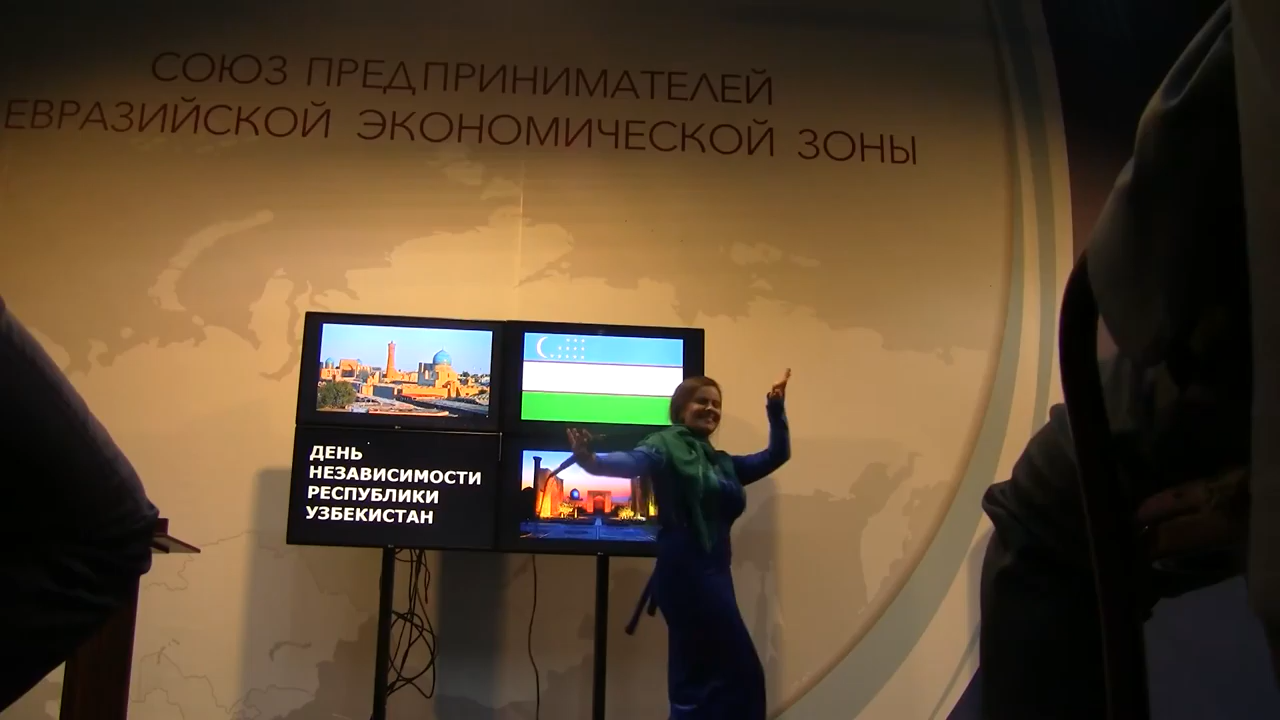 СОЮЗ ПРЕДПРИНИМАТЕЛЕЙ
ЕВРАЗИЙСКОЙ ЭКОНОМИЧЕСКОЙ ЗОНЫ
ДЕНЬ
НЕЗАВИСИМОСТИ
РЕСПУБЛИКИ
УЗБЕКИСТАН